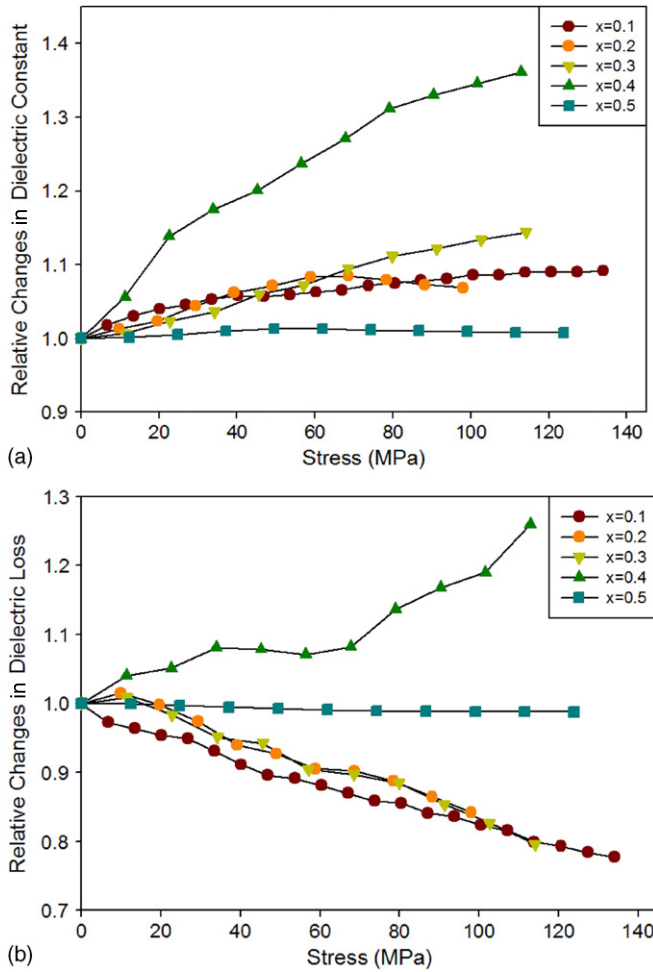 1.4
1.3
1.2
1.1
1.0
0.9
Relative Changes in Dielectric Constant
x=0.1
x=0.2
x=0.3
x=0.4
x=0.5
0 20 40 60 80 100 120 140
Stress (MPa)
(a)
1.3
1.2
1.1
1.0
0.9
0.8
0.7
Relative Changes in Dielectric Loss
x=0.1
x=0.2
x=0.3
x=0.4
x=0.5
0 20 40 60 80 100 120 140
Stress (MPa)
(b)